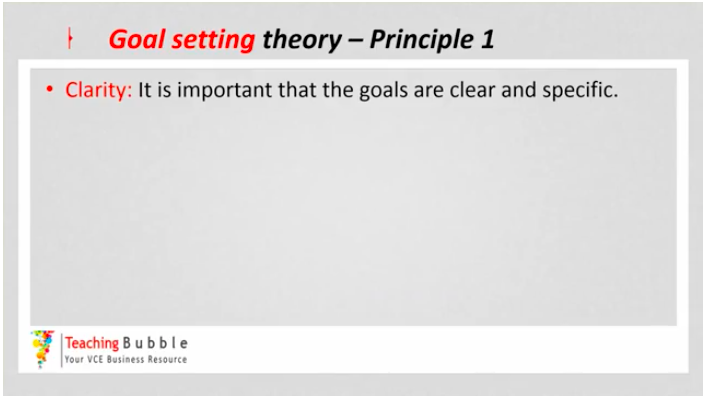 Goal setting theory – Principle 1
• Clarity: It is important that the goals are clear and specific.
Teaching Bubble
Your VCE Business Resource